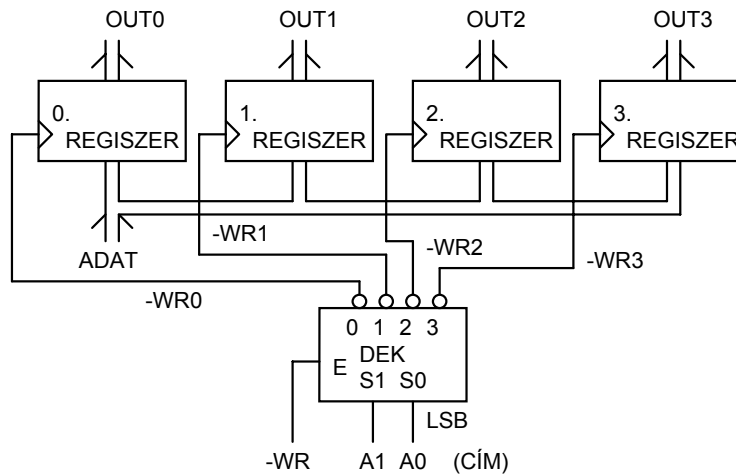 OUT0 OUT1 OUT2 OUT3
0. 1. 2. 3.
REGISZER REGISZER REGISZER REGISZER
ADAT
-WR1 -WR2 -WR3
-WR0
0 1 2 3
DEK
E
S1 S0
LSB
-WR A1 A0 (CÍM)